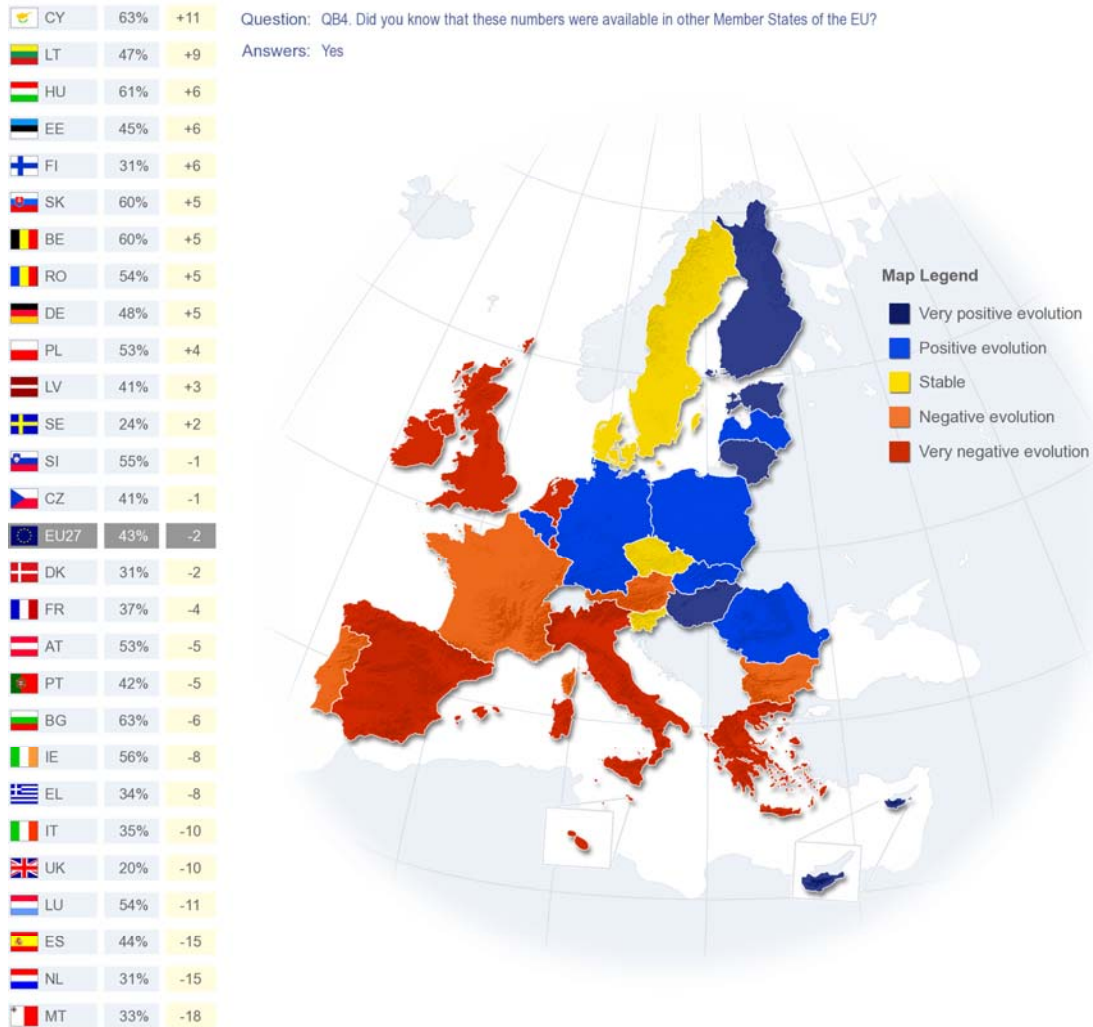 Question: QB4. Did you know that these numbers were available in other Member States of the EU?
Answers: Yes
CY 63% +11
LT 47% +9
HU 61% +6
EE 45% +6
FI 31% +6
SK 60% +5
BE 60% +5
RO 54% +5
DE 48% +5
PL 53% +4
LV 41% +3
SE 24% +2
SI 55% -1
CZ 41% -1
EU27 43% -2
DK 31% -2
FR 37% -4
AT 53% -5
PT 42% -5
BG 63% -6
IE 56% -8
EL 34% -8
IT 35% -10
UK 20% -10
LU 54% -11
ES 44% -15
NL 31% -15
MT 33% -18
Map Legend
Very positive evolution
Positive evolution
Stable
Negative evolution
Very negative evolution